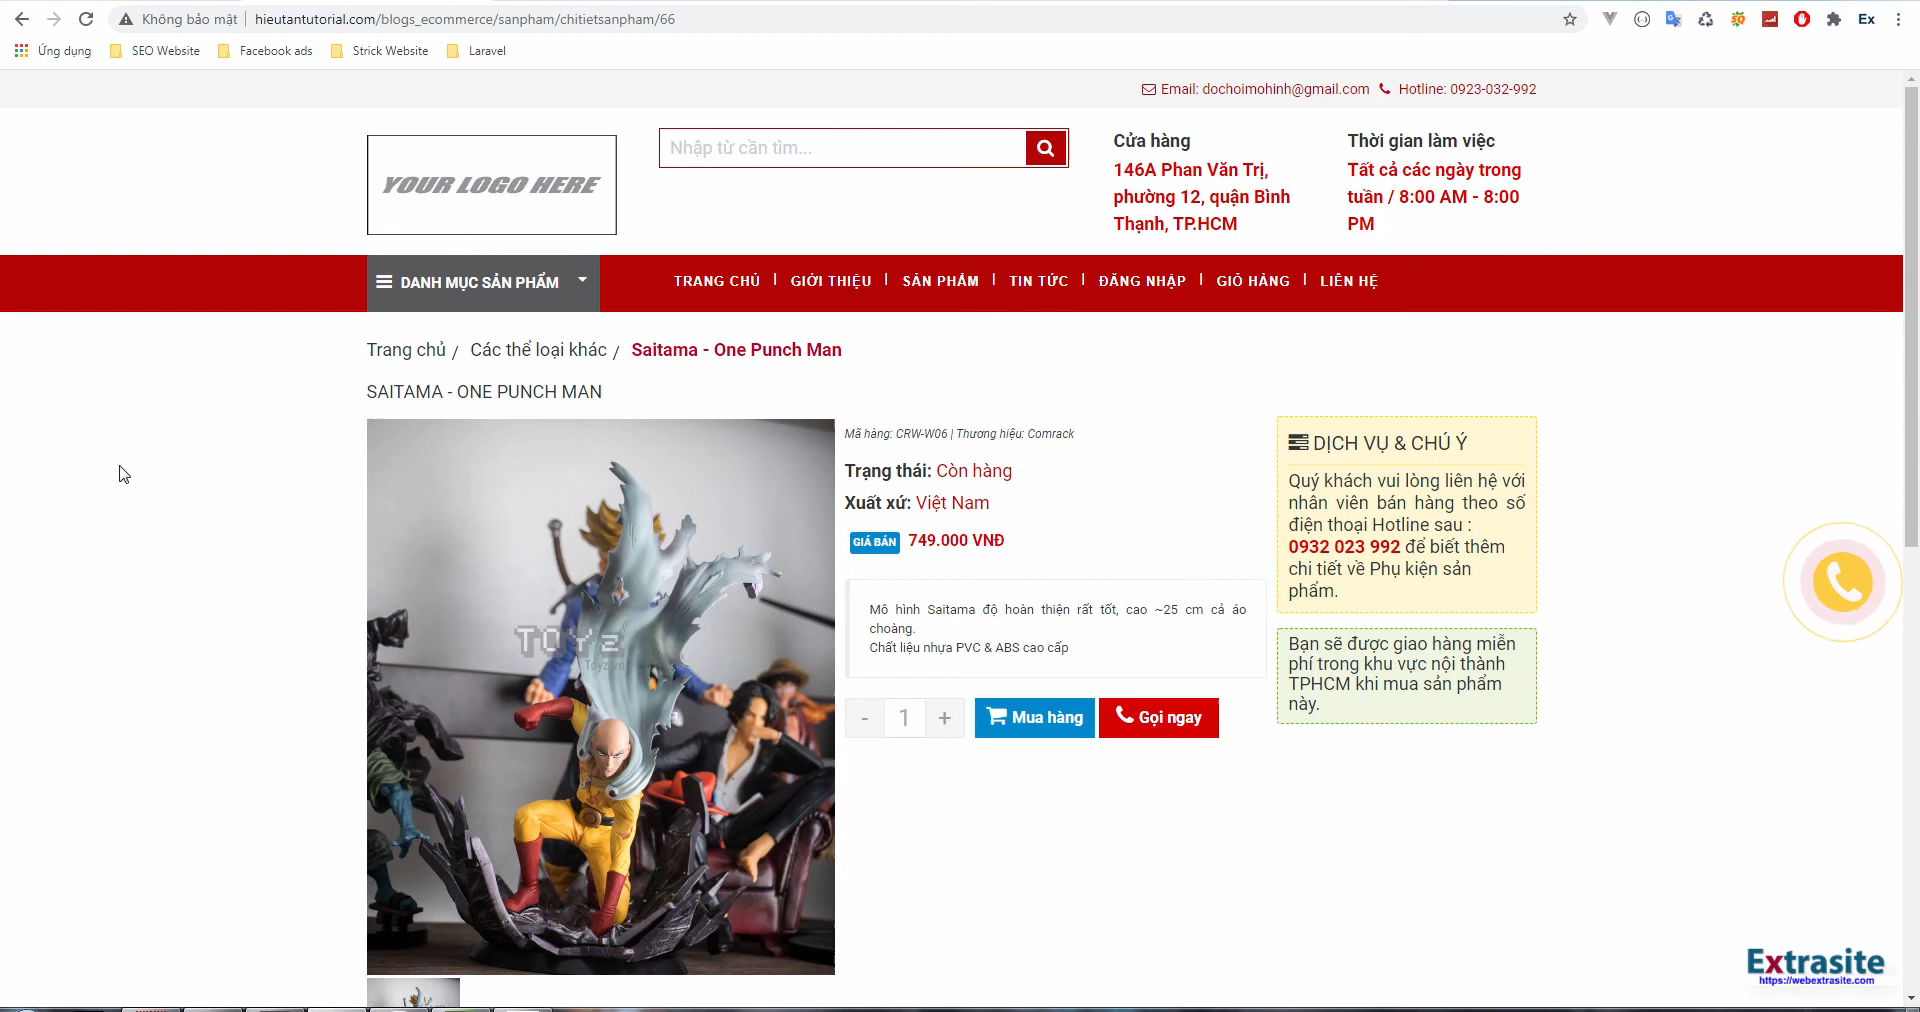 Không bảo mật
hieutantutorial.com/blogs_ecommerce/sanpham/chitietsanpham/66
Ex
Ứng dụng
SEO Website
Facebook ads
Strick Website
Laravel
Email: dochoimohinh@gmail.com
Hotline: 0923-032-992
YOUR LOGO HERE
Nhập từ cần tìm...
Cửa hàng
146A Phan Văn Trị,
phường 12, quận Bình
Thạnh, TP.HCM
Thời gian làm việc
Tất cả các ngày trong
tuần / 8:00 AM - 8:00
PM
DANH MỤC SẢN PHẨM
TRANG CHỦ
GIỚI THIỆU
SẢN PHẨM
TIN TỨC
ĐĂNG NHẬP
GIỎ HÀNG
LIÊN HỆ
Trang chủ / Các thể loại khác / Saitama - One Punch Man
SAITAMA - ONE PUNCH MAN
TOYz
Toyz.vn
Mã hàng: CRW-W06 | Thương hiệu: Comrack
Trạng thái: Còn hàng
Xuất xứ: Việt Nam
GIÁ BÁN 749.000 VNĐ
Mô hình Saitama độ hoàn thiện rất tốt, cao ~25 cm cả áo
choàng.
Chất liệu nhựa PVC & ABS cao cấp
- 1 +
Mua hàng
Gọi ngay
DỊCH VỤ & CHÚ Ý
Quý khách vui lòng liên hệ với
nhân viên bán hàng theo số
điện thoại Hotline sau :
0932 023 992 để biết thêm
chi tiết về Phụ kiện sản
phẩm.
Bạn sẽ được giao hàng miễn
phí trong khu vực nội thành
TPHCM khi mua sản phẩm
này.
Extrasite
https://webextrasite.com